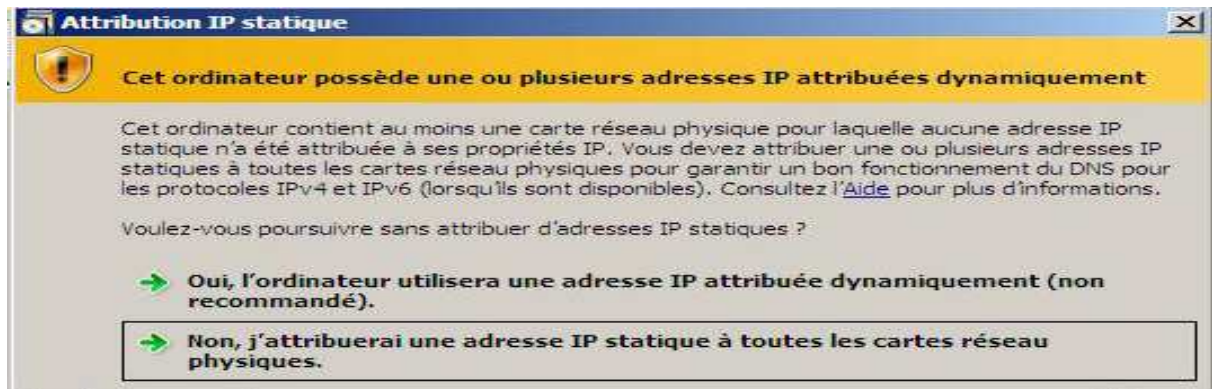 Attribution IP statique
Cet ordinateur possède une ou plusieurs adresses IP attribuées dynamiquement
Cet ordinateur contient au moins une carte réseau physique pour laquelle aucune adresse IP
statique n'a été attribuée à ses propriétés IP. Vous devez attribuer une ou plusieurs adresses IP
statiques à toutes les cartes réseau physiques pour garantir un bon fonctionnement du DNS pour
les protocoles IPv4 et IPv6 (lorsqu'ils sont disponibles). Consultez l'Aide pour plus d'informations.
Voulez-vous poursuivre sans attribuer d'adresses IP statiques ?
Oui, l'ordinateur utilisera une adresse IP attribuée dynamiquement (non
recommandé).
Non, j'attribuerai une adresse IP statique à toutes les cartes réseau
physiques.